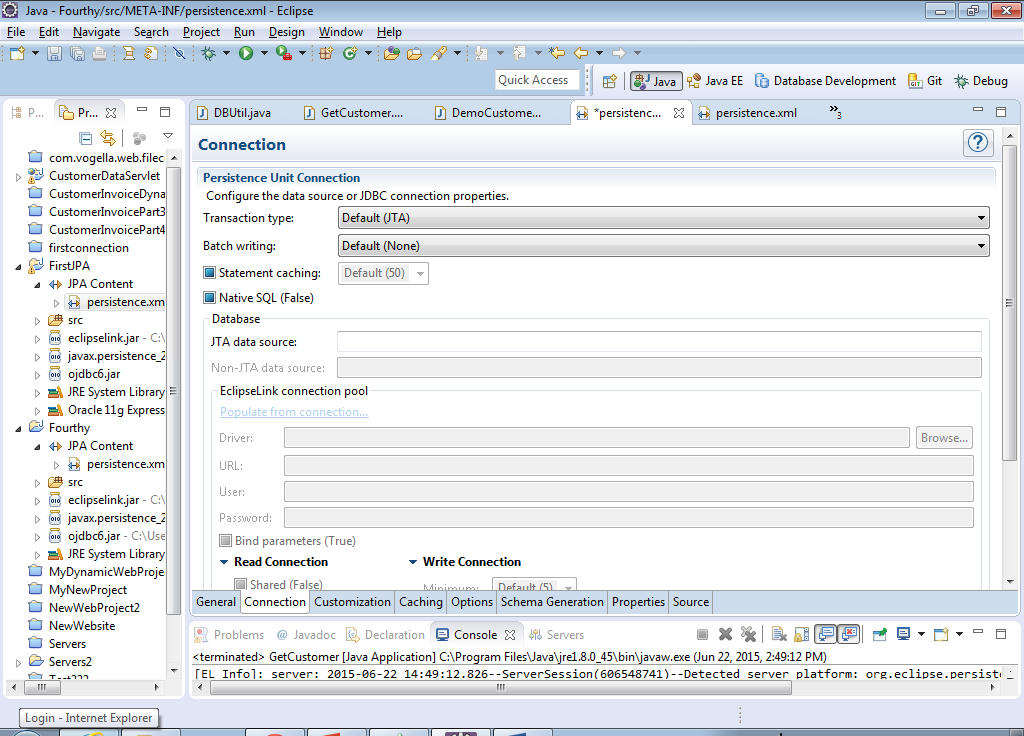 Java - Fourthy/src/META-INF/persistence.xml - Eclipse
File Edit Navigate Search Project Run Design Window Help
Quick Access
Java Java EE Database Development Git Debug
P... Pr...
DBUtil.java GetCustomer.... DemoCustome... *persistenc... persistence.xml »3
com.vogella.web.filec
CustomerDataServlet
CustomerInvoiceDyna
CustomerInvoicePart3
CustomerInvoicePart4
firstconnection
FirstJPA
JPA Content
persistence.xm
src
eclipselink.jar - C:\
javax.persistence_2
ojdbc6.jar
JRE System Library
Oracle 11g Express
Fourthy
JPA Content
persistence.xm
src
eclipselink.jar - C:\
javax.persistence_2
ojdbc6.jar - C:\Use
JRE System Library
MyDynamicWebProje
MyNewProject
NewWebProject2
NewWebsite
Servers
Servers2
Test222
Connection
?
Persistence Unit Connection
Configure the data source or JDBC connection properties.
Transaction type: Default (JTA)
Batch writing: Default (None)
Statement caching: Default (50)
Native SQL (False)
Database
JTA data source:
Non-JTA data source:
EclipseLink connection pool
Populate from connection...
Driver: Browse...
URL:
User:
Password:
Bind parameters (True)
Read Connection Write Connection
Shared (False) Minimum: Default (5)
General Connection Customization Caching Options Schema Generation Properties Source
Problems @ Javadoc Declaration Console Servers
<terminated> GetCustomer [Java Application] C:\Program Files\Java\jre1.8.0_45\bin\javaw.exe (Jun 22, 2015, 2:49:12 PM)
[EL Info]: server: 2015-06-22 14:49:12.826--ServerSession(606548741)--Detected server platform: org.eclipse.persiste
Login - Internet Explorer